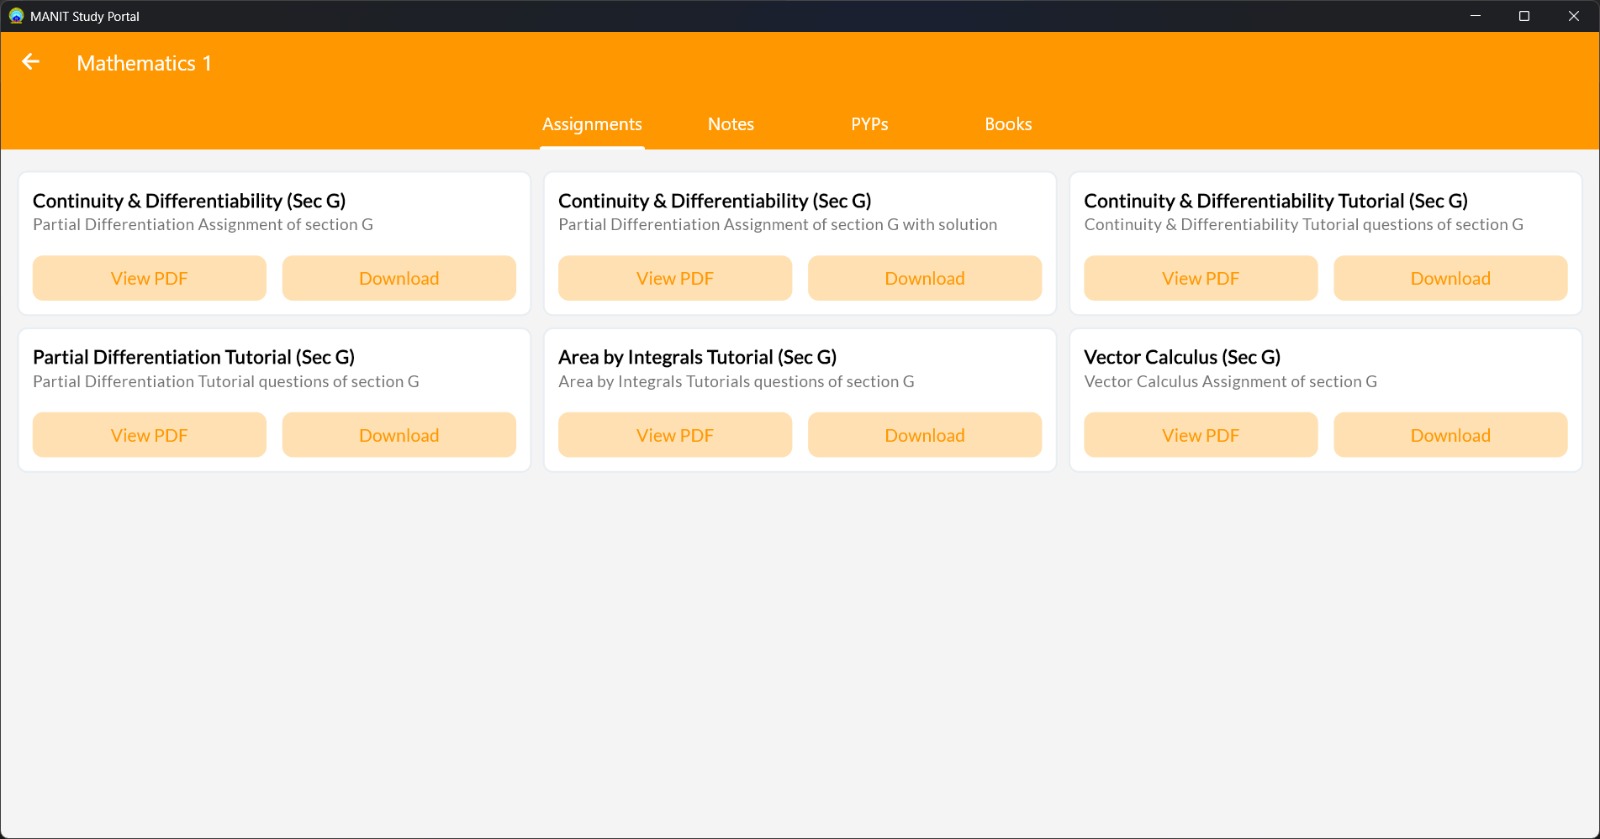 MANIT Study Portal
Mathematics 1
Assignments Notes PYPs Books
Continuity & Differentiability (Sec G)
Partial Differentiation Assignment of section G
View PDF Download
Continuity & Differentiability (Sec G)
Partial Differentiation Assignment of section G with solution
View PDF Download
Continuity & Differentiability Tutorial (Sec G)
Continuity & Differentiability Tutorial questions of section G
View PDF Download
Partial Differentiation Tutorial (Sec G)
Partial Differentiation Tutorial questions of section G
View PDF Download
Area by Integrals Tutorial (Sec G)
Area by Integrals Tutorials questions of section G
View PDF Download
Vector Calculus (Sec G)
Vector Calculus Assignment of section G
View PDF Download